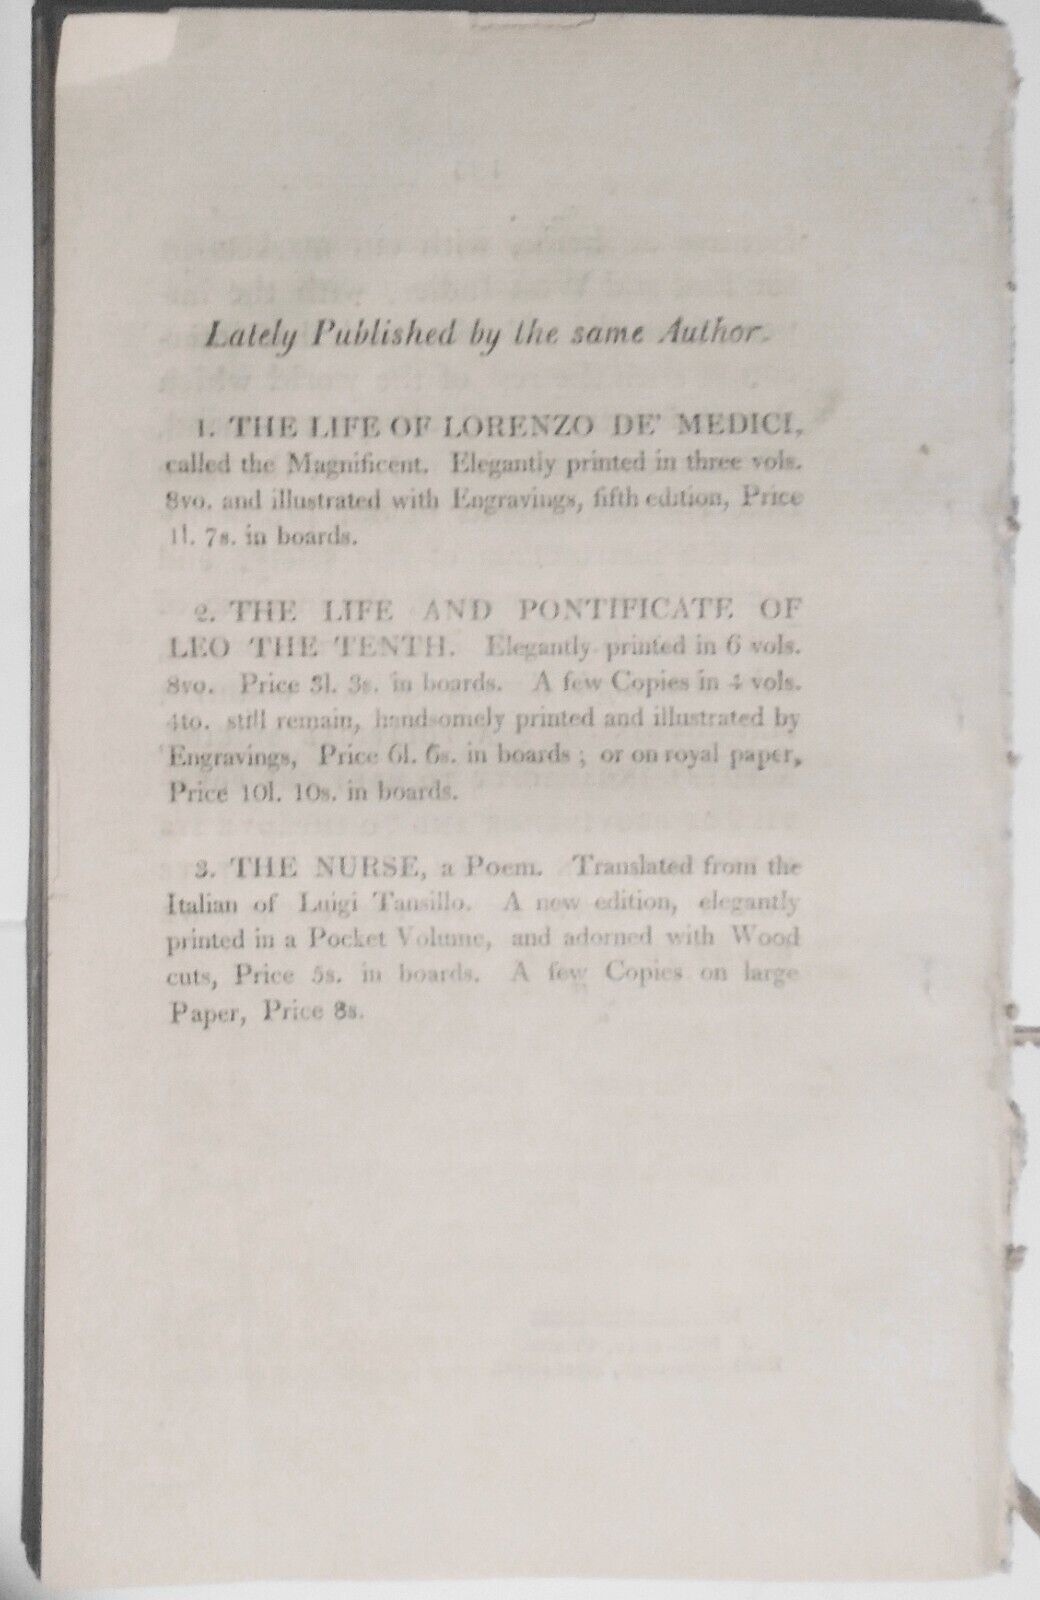 Lately Published by the same Author.
1. THE LIFE OF LORENZO DE' MEDICI,
called the Magnificent. Elegantly printed in three vols.
8vo. and illustrated with Engravings, fifth edition, Price
1l. 7s. in boards.
2. THE LIFE AND PONTIFICATE OF
LEO THE TENTH. Elegantly printed in 6 vols.
8vo. Price 3l. 3s. in boards. A few Copies in 4 vols.
4to. still remain, handsomely printed and illustrated by
Engravings, Price 6l. 6s. in boards; or on royal paper,
Price 10l. 10s. in boards.
3. THE NURSE, a Poem. Translated from the
Italian of Luigi Tansillo. A new edition, elegantly
printed in a Pocket Volume, and adorned with Wood
cuts, Price 5s. in boards. A few Copies on large
Paper, Price 8s.